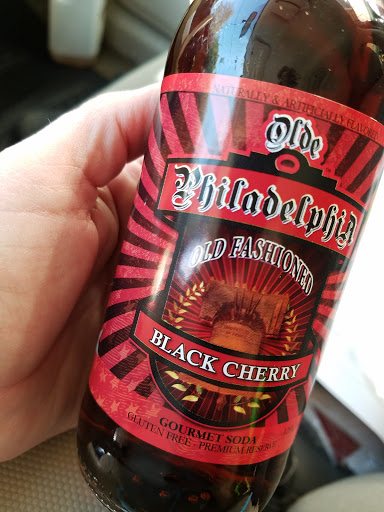 NATURALLY & ARTIFICIALLY FLAVORED
Olde
Philadelphia
OLD FASHIONED
BLACK CHERRY
GOURMET SODA
GLUTEN FREE - PREMIUM RESERVE